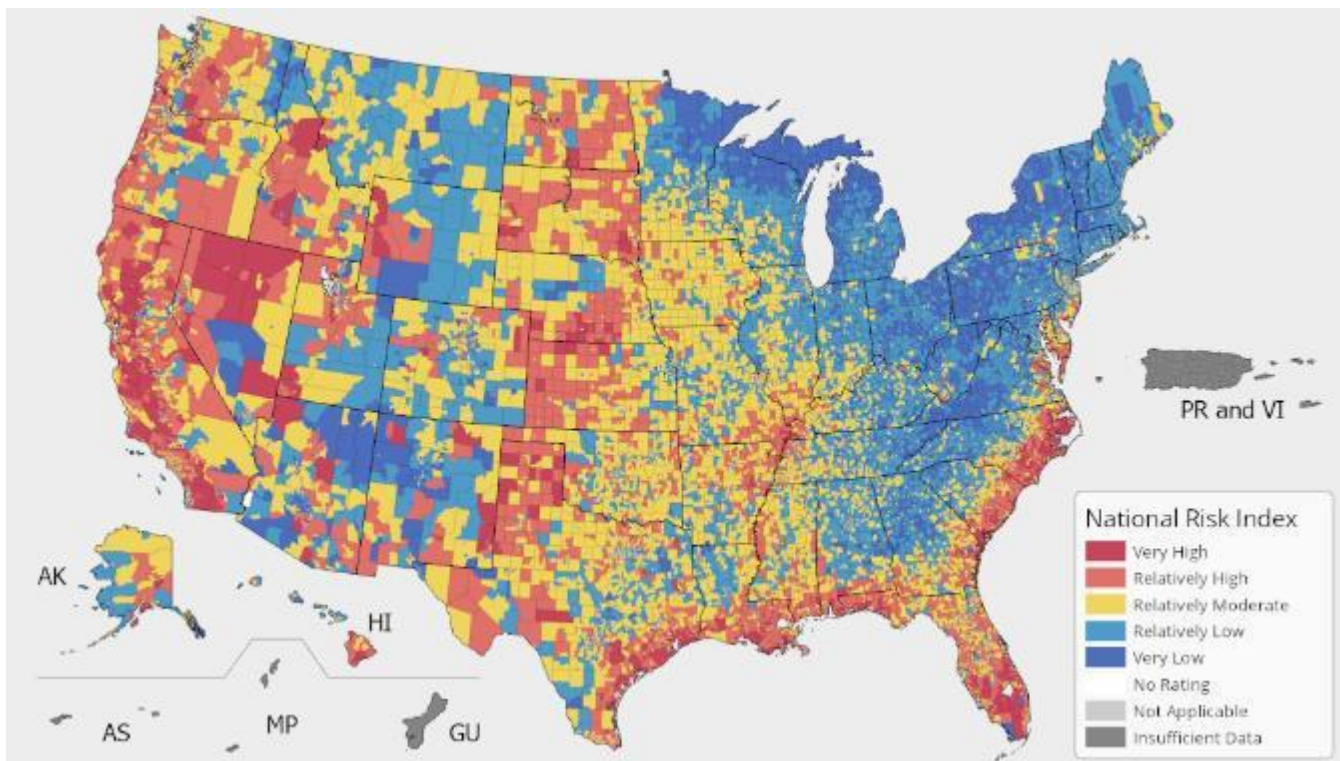 PR and VI
AK
HI
AS
MP
GU
National Risk Index
Very High
Relatively High
Relatively Moderate
Relatively Low
Very Low
No Rating
Not Applicable
Insufficient Data